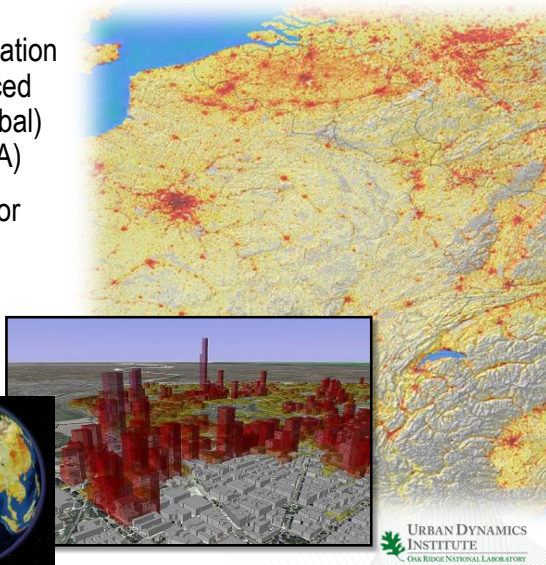 ation
ced
bal)
A)
or
URBAN DYNAMICS
INSTITUTE
OAK RIDGE NATIONAL LABORATORY